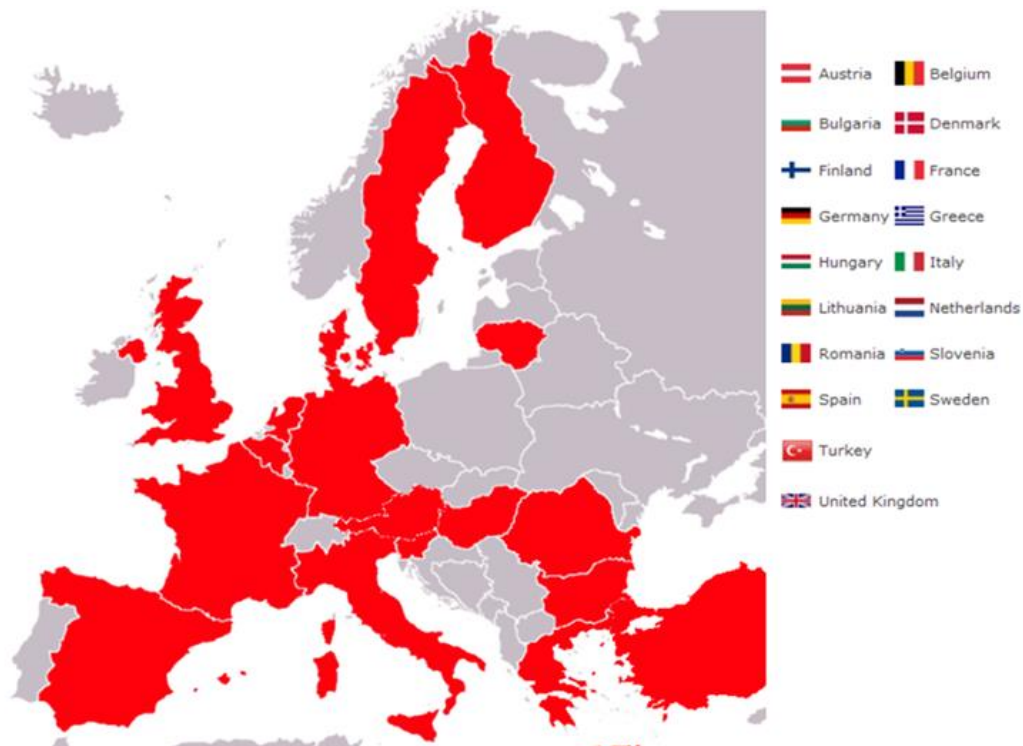 Austria Belgium
Bulgaria Denmark
Finland France
Germany Greece
Hungary Italy
Lithuania Netherlands
Romania Slovenia
Spain Sweden
Turkey
United Kingdom